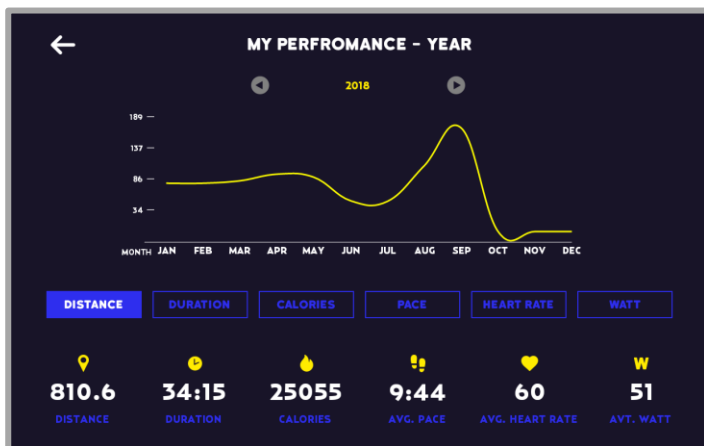 MY PERFROMANCE - YEAR
2018
189
137
86
34
MONTH JAN FEB MAR APR MAY JUN JUL AUG SEP OCT NOV DEC
DISTANCE DURATION CALORIES PACE HEART RATE WATT
W
810.6 34:15 25055 9:44 60 51
DISTANCE DURATION CALORIES AVG. PACE AVG. HEART RATE AVT. WATT